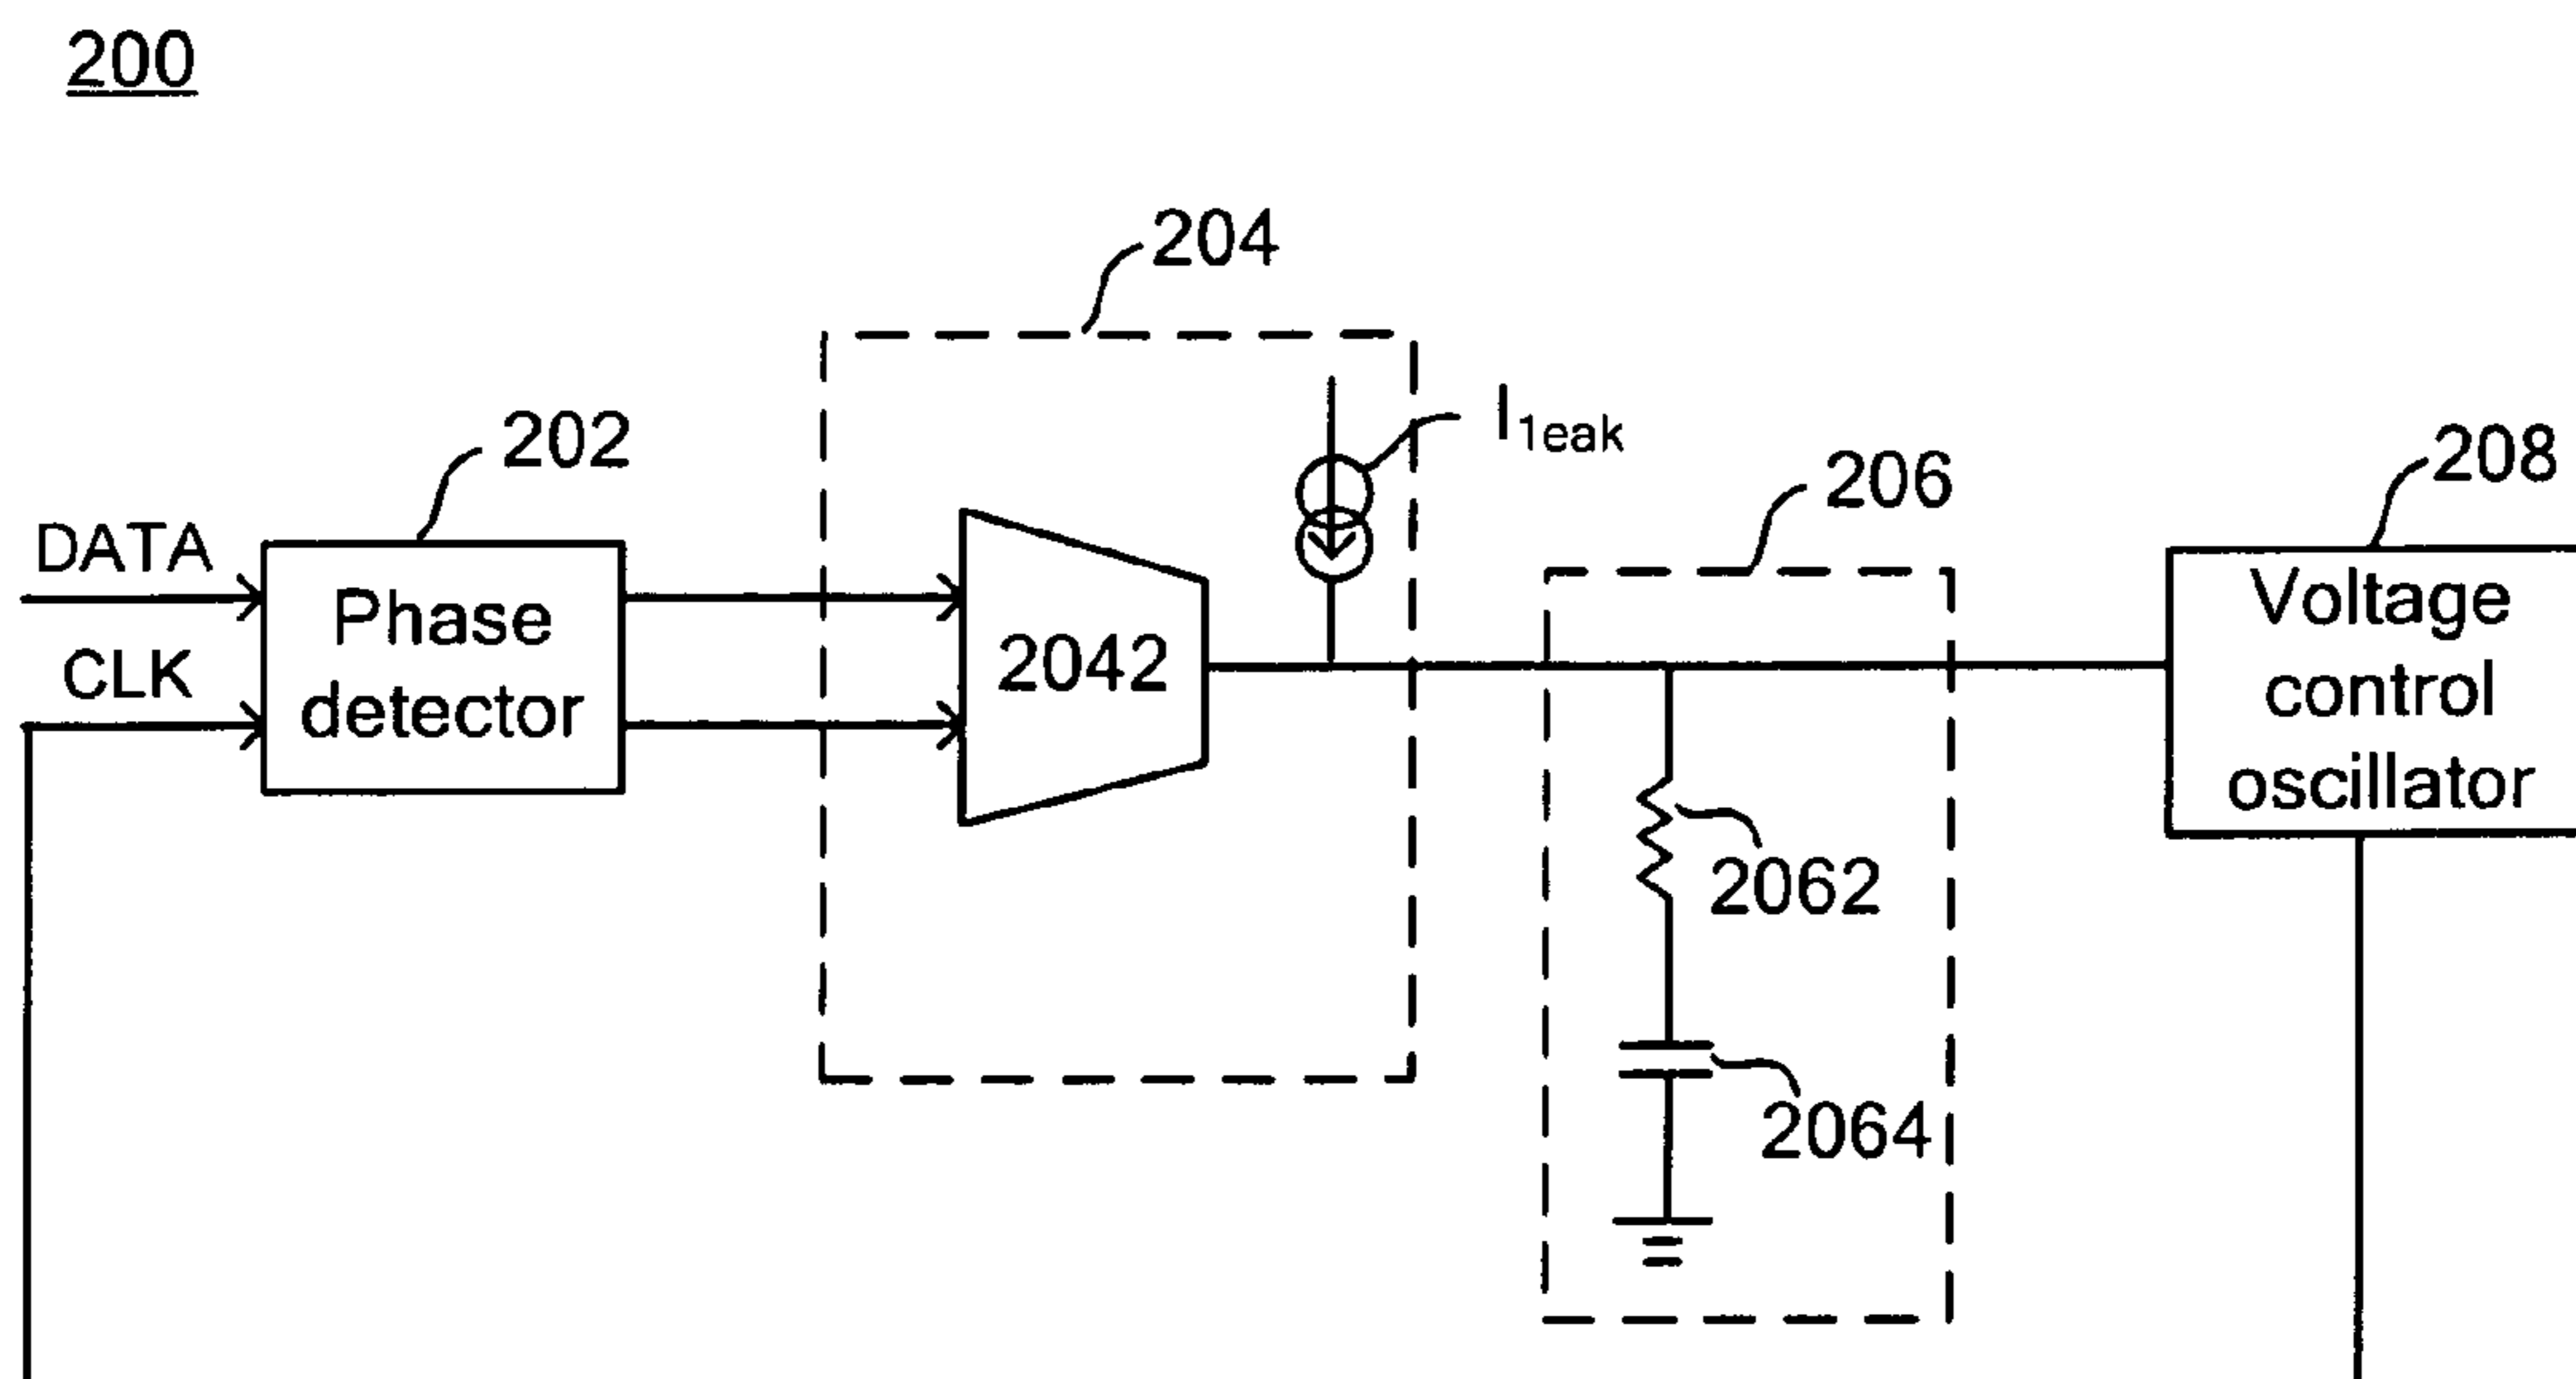 200
204
202
I1eak
206
208
DATA
CLK
Phase
detector
2042
Voltage
control
oscillator
2062
2064